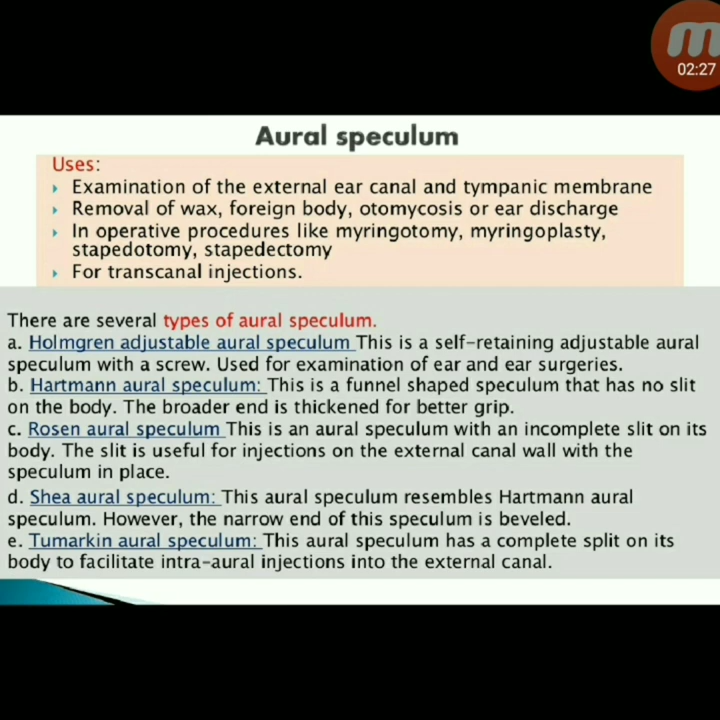 02:27
Aural speculum
Uses:
Examination of the external ear canal and tympanic membrane
Removal of wax, foreign body, otomycosis or ear discharge
In operative procedures like myringotomy, myringoplasty,
stapedotomy, stapedectomy
For transcanal injections.
There are several types of aural speculum.
a. Holmgren adjustable aural speculum This is a self-retaining adjustable aural
speculum with a screw. Used for examination of ear and ear surgeries.
b. Hartmann aural speculum: This is a funnel shaped speculum that has no slit
on the body. The broader end is thickened for better grip.
c. Rosen aural speculum This is an aural speculum with an incomplete slit on its
body. The slit is useful for injections on the external canal wall with the
speculum in place.
d. Shea aural speculum: This aural speculum resembles Hartmann aural
speculum. However, the narrow end of this speculum is beveled.
e. Tumarkin aural speculum: This aural speculum has a complete split on its
body to facilitate intra-aural injections into the external canal.